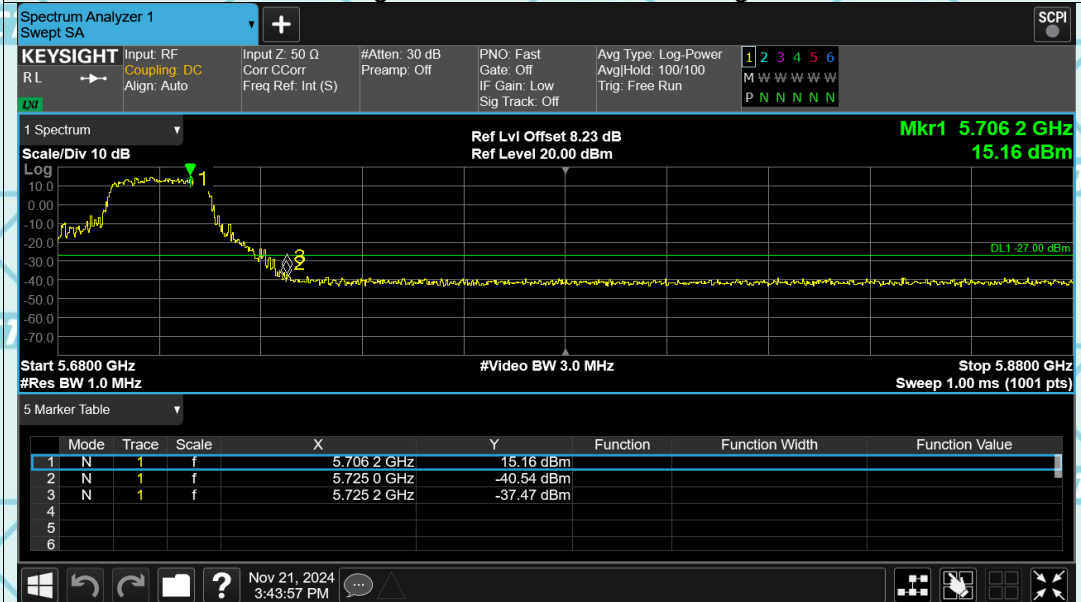 Spectrum Analyzer 1
Swept SA
+
SCPI
KEYSIGHT
R L
LXI
Input: RF
Coupling: DC
Align: Auto
Input Z: 50 Ω
Corr CCorr
Freq Ref: Int (S)
#Atten: 30 dB
Preamp: Off
PNO: Fast
Gate: Off
IF Gain: Low
Sig Track: Off
Avg Type: Log-Power
Avg|Hold: 100/100
Trig: Free Run
1 2 3 4 5 6
M W W W W W
P N N N N N
1 Spectrum
Scale/Div 10 dB
Ref Lvl Offset 8.23 dB
Ref Level 20.00 dBm
Mkr1 5.706 2 GHz
15.16 dBm
Log
10.0
0.00
-10.0
-20.0
-30.0
-40.0
-50.0
-60.0
-70.0
1
3
2
DL1 -27.00 dBm
Start 5.6800 GHz
#Video BW 3.0 MHz
Stop 5.8800 GHz
#Res BW 1.0 MHz
Sweep 1.00 ms (1001 pts)
5 Marker Table
Mode Trace Scale X Y Function Function Width Function Value
1 N 1 f 5.706 2 GHz 15.16 dBm
2 N 1 f 5.725 0 GHz -40.54 dBm
3 N 1 f 5.725 2 GHz -37.47 dBm
4
5
6
?
Nov 21, 2024
3:43:57 PM